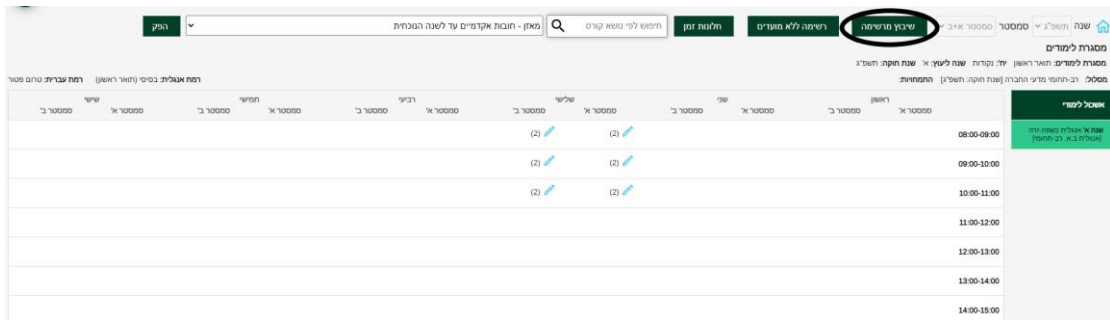 שנה תשפ"ג סמסטר סמסטר א+ב שיבוץ מרשימה רשימה ללא מועדים חלונות זמן חיפוש לפי נושא קורס מאזן - חובות אקדמיים עד לשנה הנוכחית הפק
מסגרת לימודים
מסגרת לימודים: תואר ראשון יח': נקודות שנה ליעוץ: א' שנת חוקה: תשפ"ג
מסלול: רב-תחומי מדעי החברה [שנת חוקה: תשפ"ג] התמחויות: רמת אנגלית: בסיסי (תואר ראשון) רמת עברית: טרום פטור
אשכול לימודי ראשון שני שלישי רביעי חמישי שישי
סמסטר א' סמסטר ב' סמסטר א' סמסטר ב' סמסטר א' סמסטר ב' סמסטר א' סמסטר ב' סמסטר א' סמסטר ב' סמסטר א' סמסטר ב'
שנה א' אנגלית כשפה-זרה
[אנגלית ב.א. רב-תחומי]
08:00-09:00 (2) (2)
09:00-10:00 (2) (2)
10:00-11:00 (2) (2)
11:00-12:00
12:00-13:00
13:00-14:00
14:00-15:00